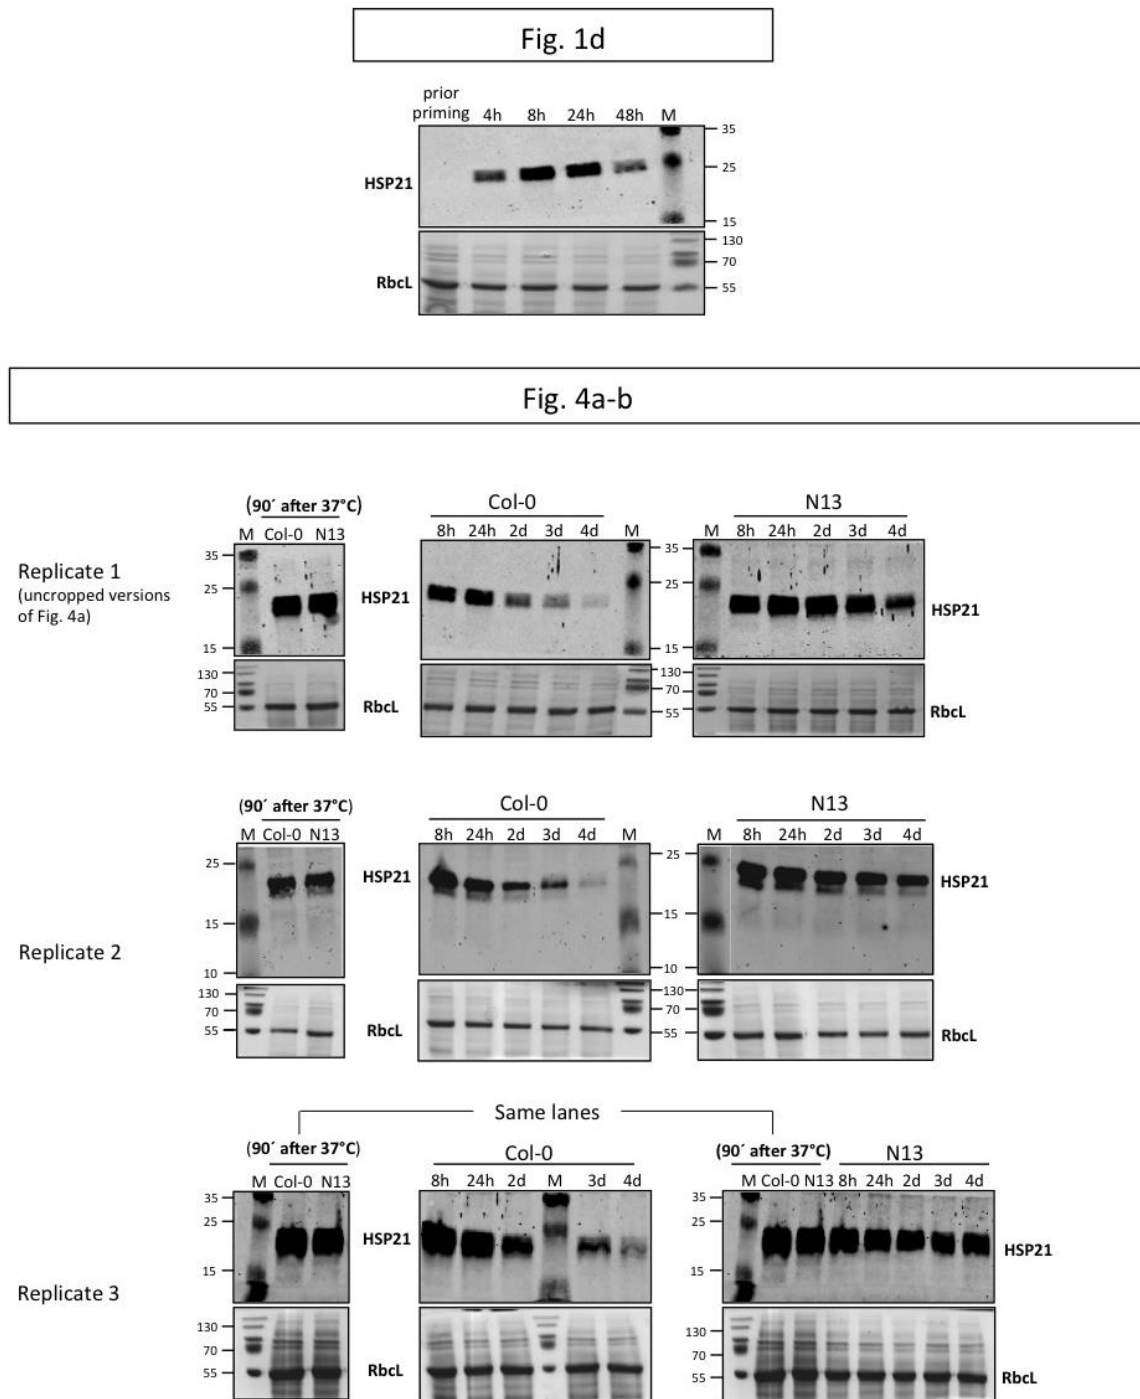 Fig. 1d
prior
priming 4h 8h 24h 48h M
35
25
HSP21
15
130
70
RbcL
55
Fig. 4a-b
(90´ after 37°C) Col-0 N13
M Col-0 N13 8h 24h 2d 3d 4d M M 8h 24h 2d 3d 4d
35 35
Replicate 1
25 25
(uncropped versions HSP21 HSP21
of Fig. 4a)
15 15
130 130
70 70
55 RbcL 55 RbcL
(90´ after 37°C) Col-0 N13
M Col-0 N13 8h 24h 2d 3d 4d M M 8h 24h 2d 3d 4d
25 25
HSP21 HSP21
15 15
Replicate 2
10 10
130 130
70 70
55 RbcL 55 RbcL
Same lanes
(90´ after 37°C) Col-0 (90´ after 37°C) N13
M Col-0 N13 8h 24h 2d M 3d 4d M Col-0 N13 8h 24h 2d 3d 4d
35 35
25 25
HSP21 HSP21
15 15
Replicate 3
130 130
70 70
55 RbcL 55 RbcL